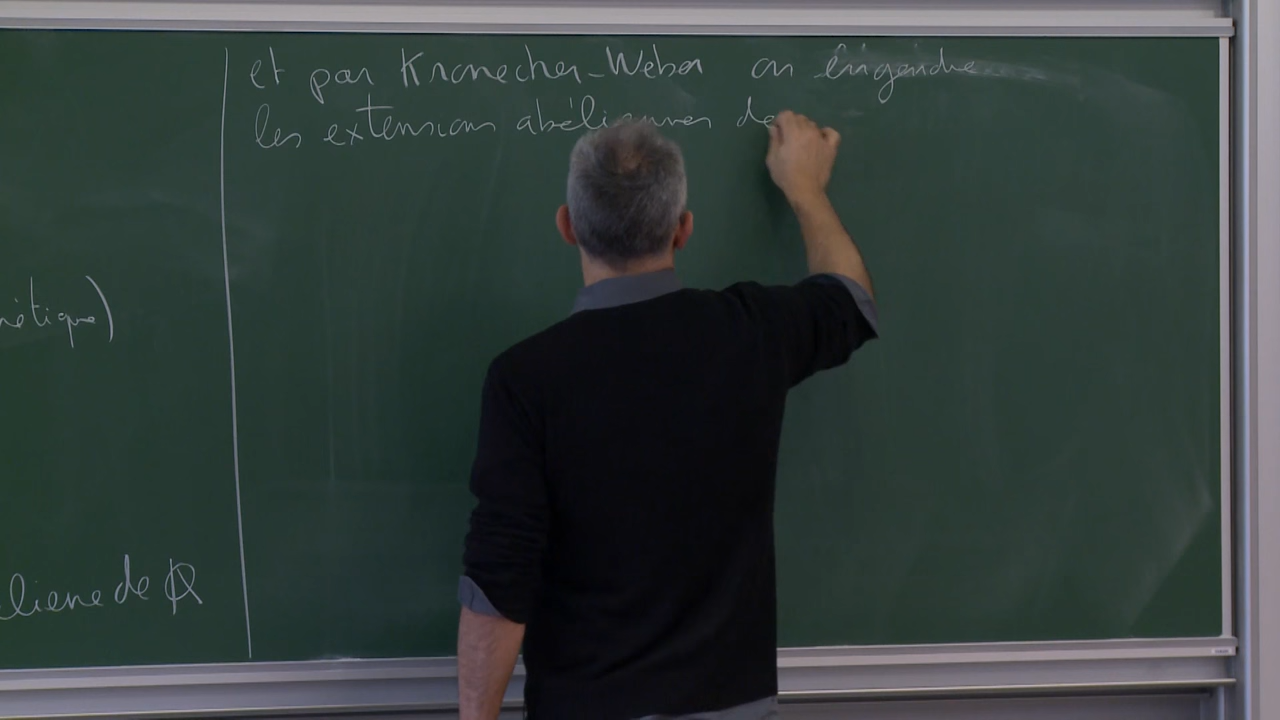 nétique)
liene de ℚ
et par Kronecker-Weber on engendre
les extensions abéliennes de